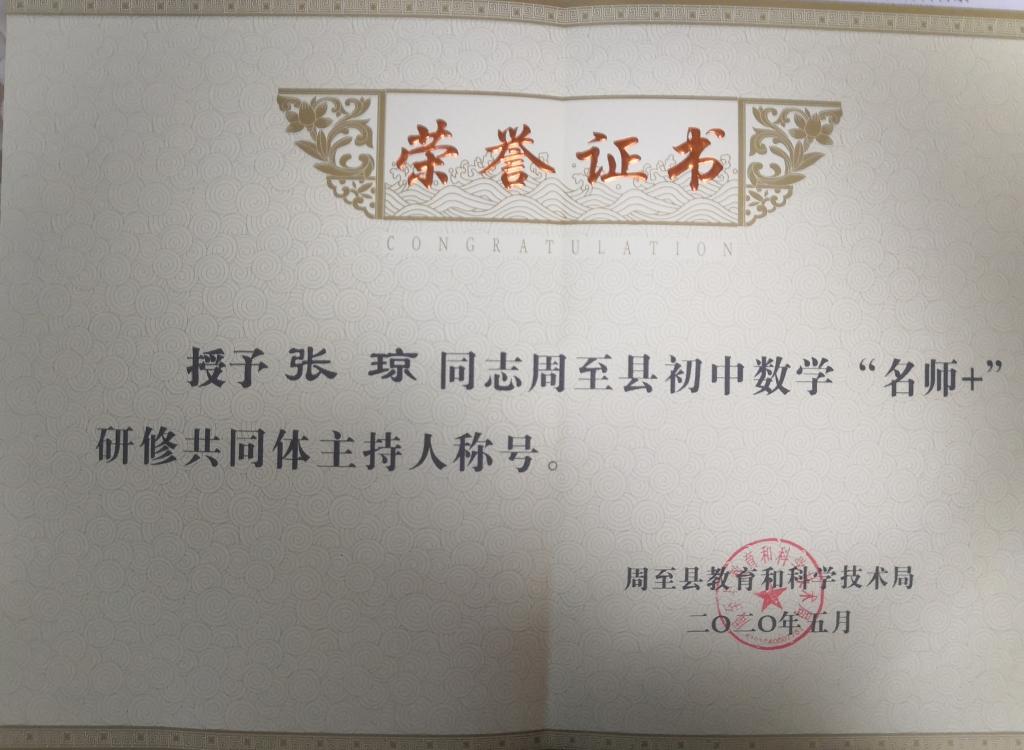 荣誉证书
CONGRATULATION
授予张琼同志周至县初中数学“名师+”
研修共同体主持人称号。
周至县教育和科学技术局
二〇二〇年五月